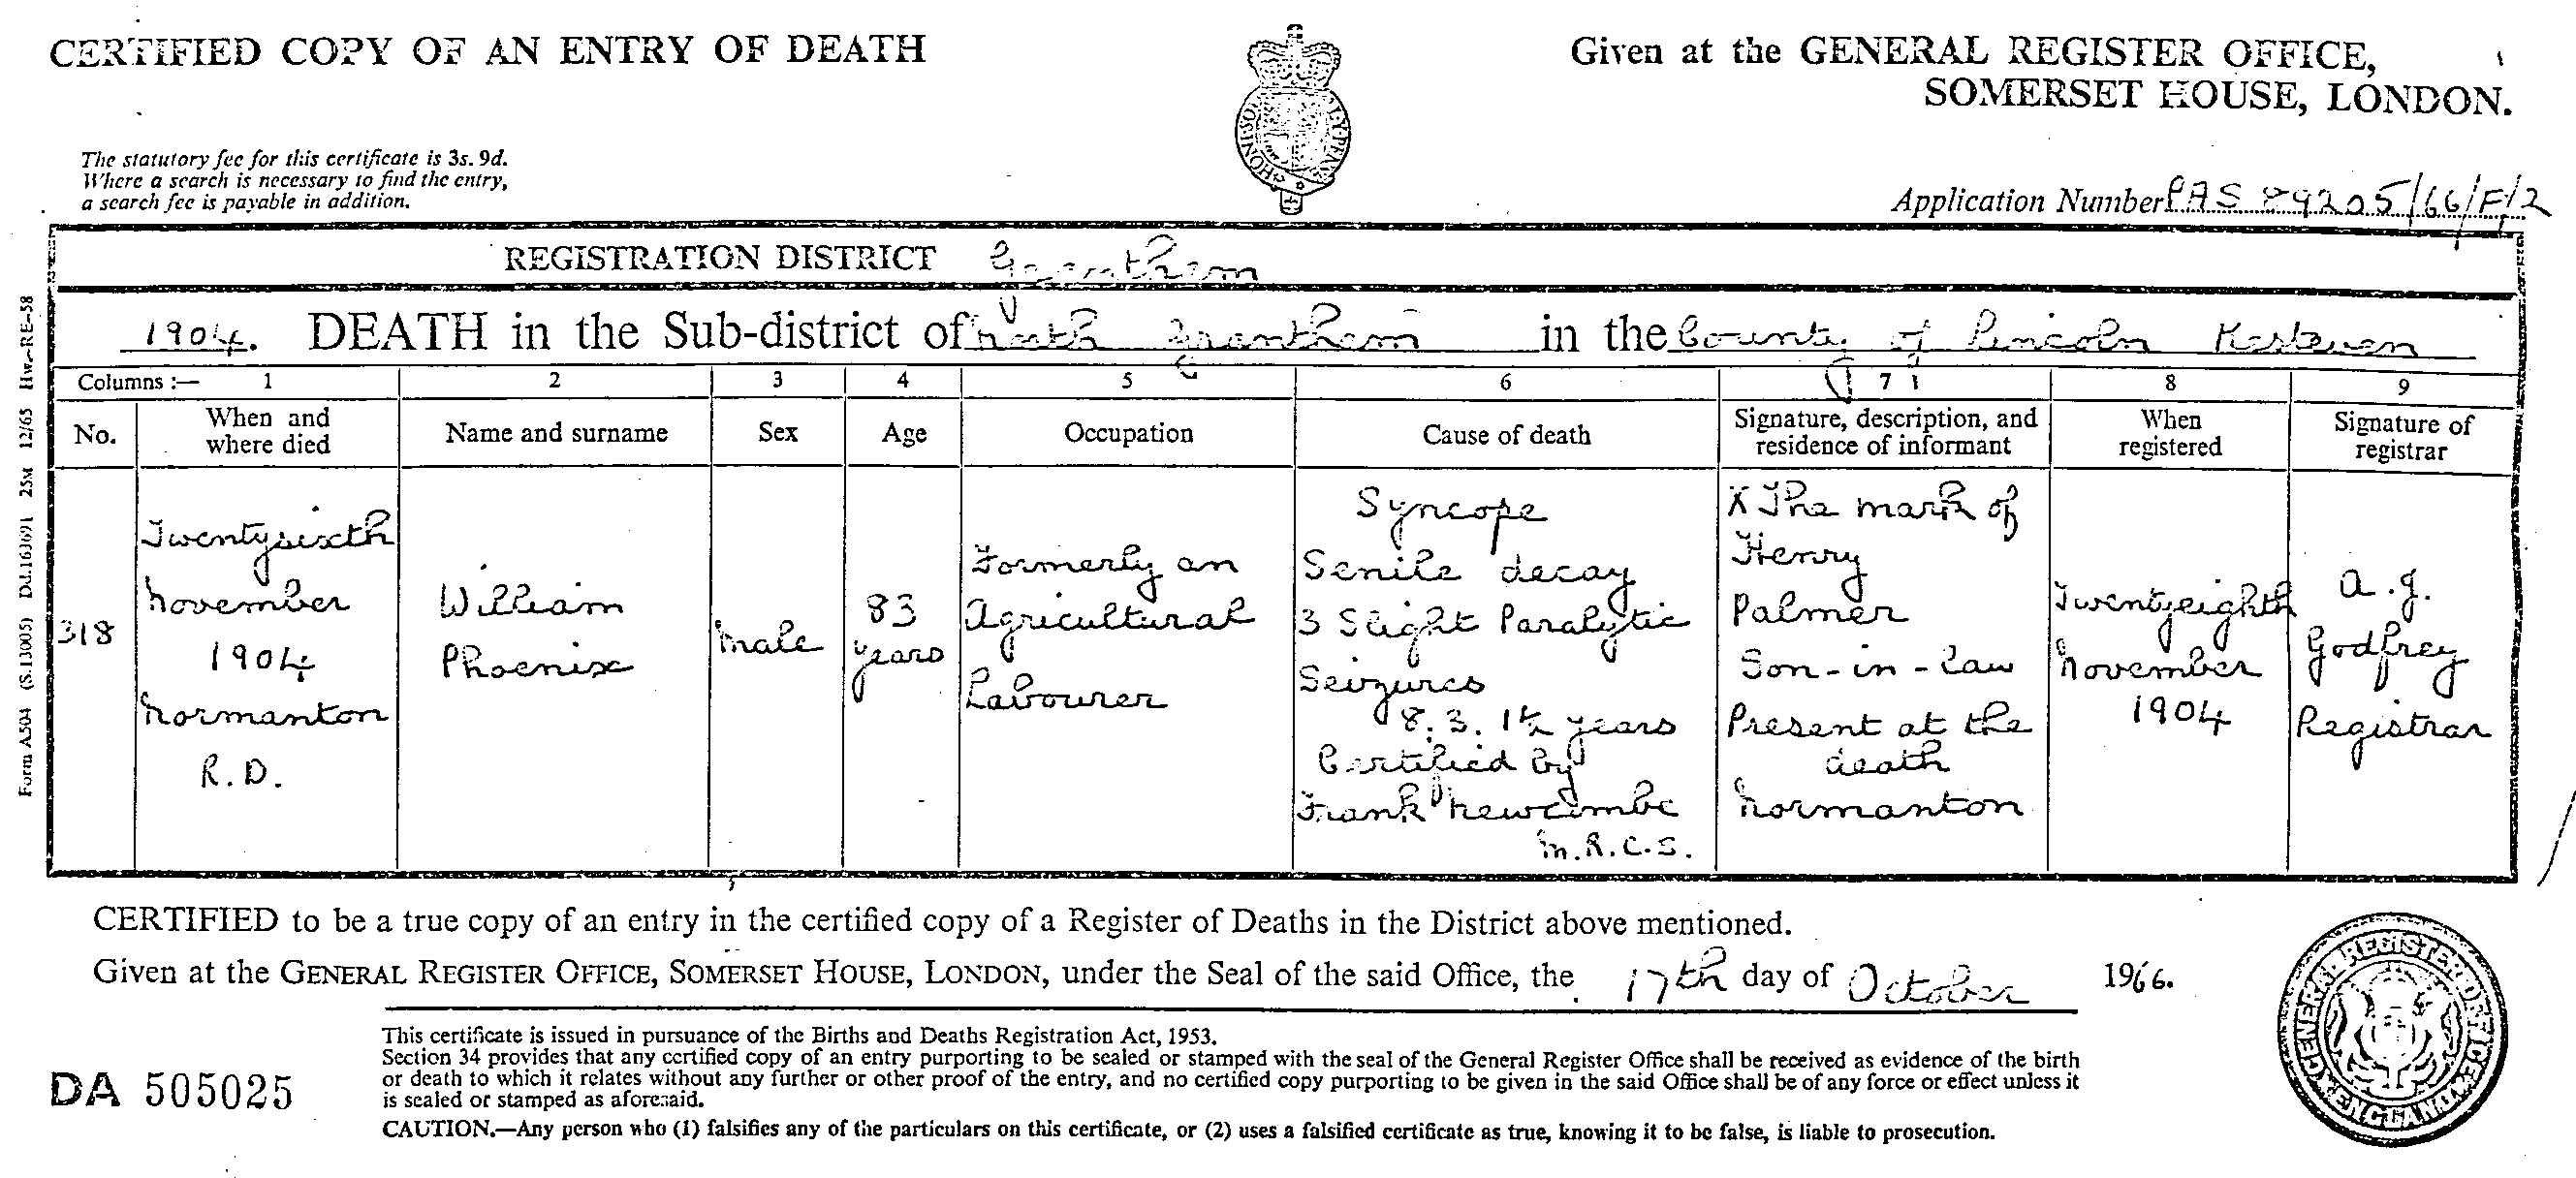 CERTIFIED COPY OF AN ENTRY OF DEATH
Given at the GENERAL REGISTER OFFICE,
SOMERSET HOUSE, LONDON.
The statutory fee for this certificate is 3s. 9d.
Where a search is necessary to find the entry,
a search fee is payable in addition.
Application Number PAS 89205/66/F/2
REGISTRATION DISTRICT Grantham
1904. DEATH in the Sub-district of North Grantham in the County of Lincoln Kesteven
Columns :— 1 2 3 4 5 6 7 8 9
No.
When and
where died
Name and surname
Sex
Age
Occupation
Cause of death
Signature, description, and
residence of informant
When
registered
Signature of
registrar
318
Twentysixth
November
1904
Normanton
R.D.
William
Phoenix
Male
83
years
Formerly an
Agricultural
Labourer
Syncope
Senile decay
3 Slight Paralytic
Seizures
8. 3. 1½ years
Certified by
Frank Newcombe
M.R.C.S.
X The mark of
Henry
Palmer
Son-in-law
Present at the
death
Normanton
Twentyeighth
November
1904
A.J.
Godfrey
Registrar
CERTIFIED to be a true copy of an entry in the certified copy of a Register of Deaths in the District above mentioned.
Given at the GENERAL REGISTER OFFICE, SOMERSET HOUSE, LONDON, under the Seal of the said Office, the 17th day of October 1966.
This certificate is issued in pursuance of the Births and Deaths Registration Act, 1953.
Section 34 provides that any certified copy of an entry purporting to be sealed or stamped with the seal of the General Register Office shall be received as evidence of the birth
or death to which it relates without any further or other proof of the entry, and no certified copy purporting to be given in the said Office shall be of any force or effect unless it
is sealed or stamped as aforesaid.
CAUTION.—Any person who (1) falsifies any of the particulars on this certificate, or (2) uses a falsified certificate as true, knowing it to be false, is liable to prosecution.
DA 505025
GENERAL REGISTER OFFICE ENGLAND
Form A504 (S.13005) Dd.163691 25M 12/65 Hw.-RE-58